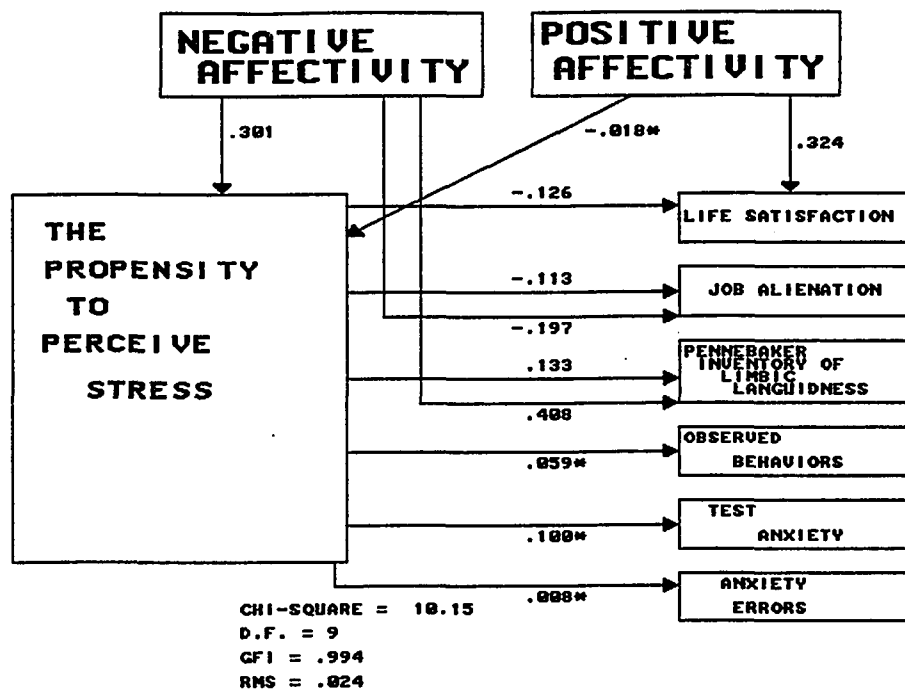 NEGATIVE
AFFECTIVITY
POSITIVE
AFFECTIVITY
.301
-.018*
.324
THE
PROPENSITY
TO
PERCEIVE
STRESS
-.126
LIFE SATISFACTION
-.113
JOB ALIENATION
-.197
PENNEBAKER
INVENTORY OF
LIMBIC
LANGUIDNESS
.133
.408
OBSERVED
BEHAVIORS
.059*
TEST
ANXIETY
.100*
ANXIETY
ERRORS
.008*
CHI-SQUARE = 10.15
D.F. = 9
GFI = .994
RMS = .024